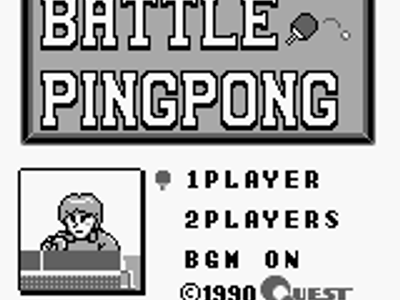 BATTLE
PINGPONG
1PLAYER
2PLAYERS
BGM ON
©1990 QUEST